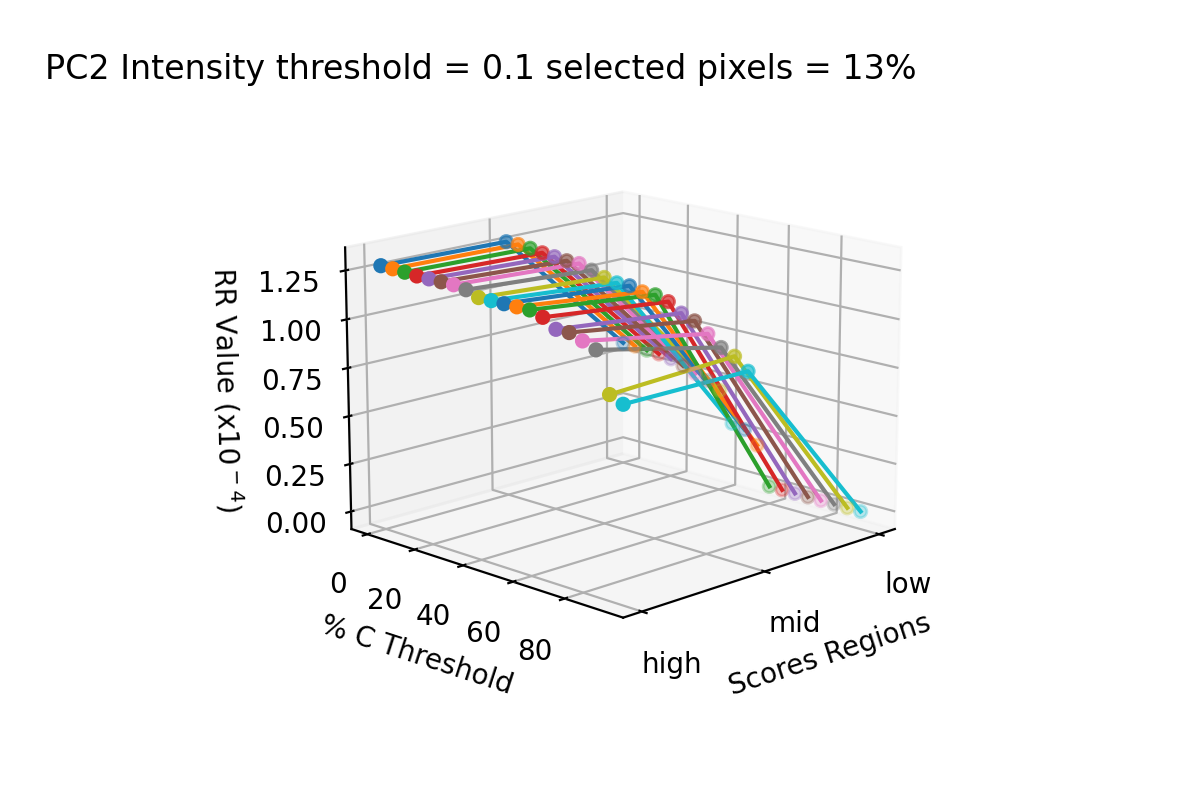 PC2 Intensity threshold = 0.1 selected pixels = 13%
RR Value (x10⁻⁴)
1.25
1.00
0.75
0.50
0.25
0.00
0
20
40
60
80
% C Threshold
high
mid
low
Scores Regions